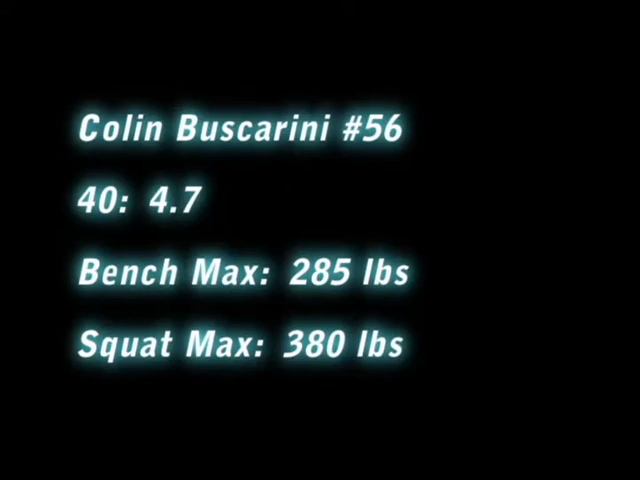 Colin Buscarini #56
40: 4.7
Bench Max: 285 lbs
Squat Max: 380 lbs